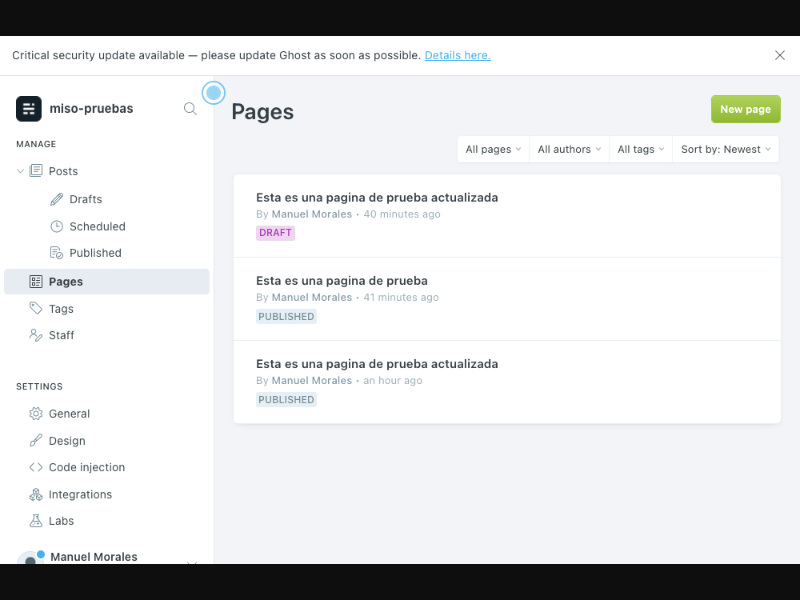 Critical security update available — please update Ghost as soon as possible. Details here.
miso-pruebas
MANAGE
Posts
Drafts
Scheduled
Published
Pages
Tags
Staff
SETTINGS
General
Design
Code injection
Integrations
Labs
Manuel Morales
Pages
New page
All pages
All authors
All tags
Sort by: Newest
Esta es una pagina de prueba actualizada
By Manuel Morales • 40 minutes ago
DRAFT
Esta es una pagina de prueba
By Manuel Morales • 41 minutes ago
PUBLISHED
Esta es una pagina de prueba actualizada
By Manuel Morales • an hour ago
PUBLISHED